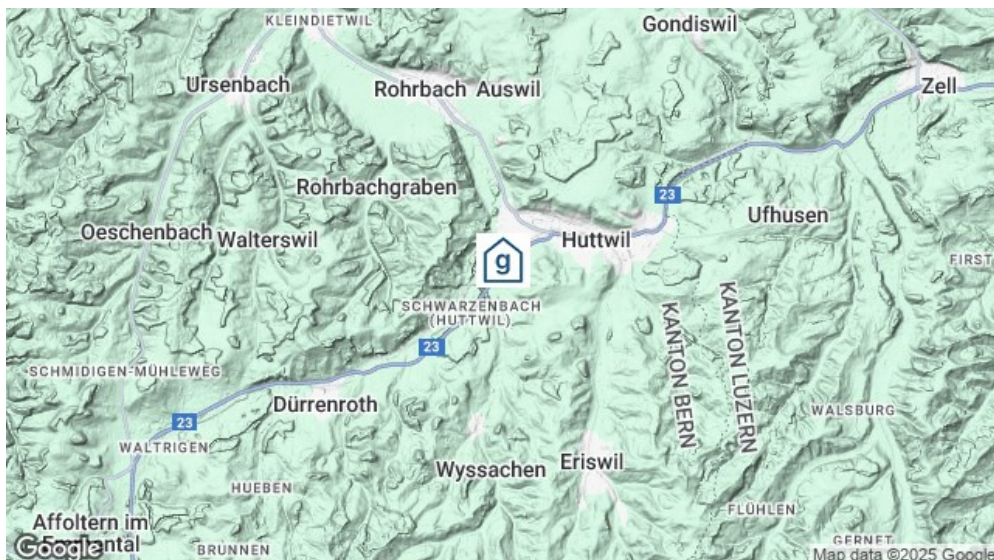 KLEINDIETWIL
Gondiswil
Ursenbach
Rohrbach
Auswil
Zell
Rohrbachgraben
23
Ufhusen
Oeschenbach
Walterswil
Huttwil
g
FIRST
SCHWARZENBACH
(HUTTWIL)
23
KANTON BERN
KANTON LUZERN
SCHMIDIGEN-MÜHLEWEG
Dürrenroth
WALSBURG
23
WALTRIGEN
Wyssachen
Eriswil
HUEBEN
FLÜHLEN
Affoltern im
Emmental
BRUNNEN
GERNET
Google
Map data ©2025 Google